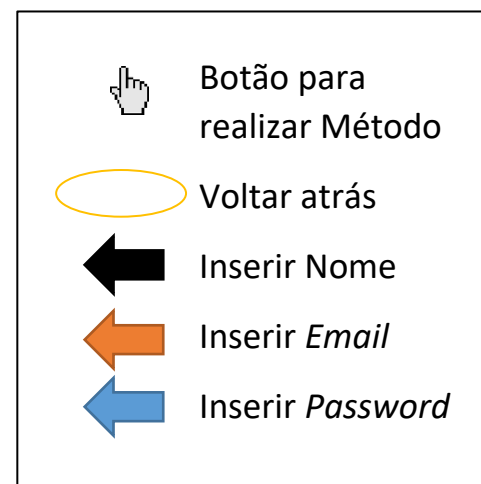 Botão para
realizar Método
Voltar atrás
Inserir Nome
Inserir Email
Inserir Password